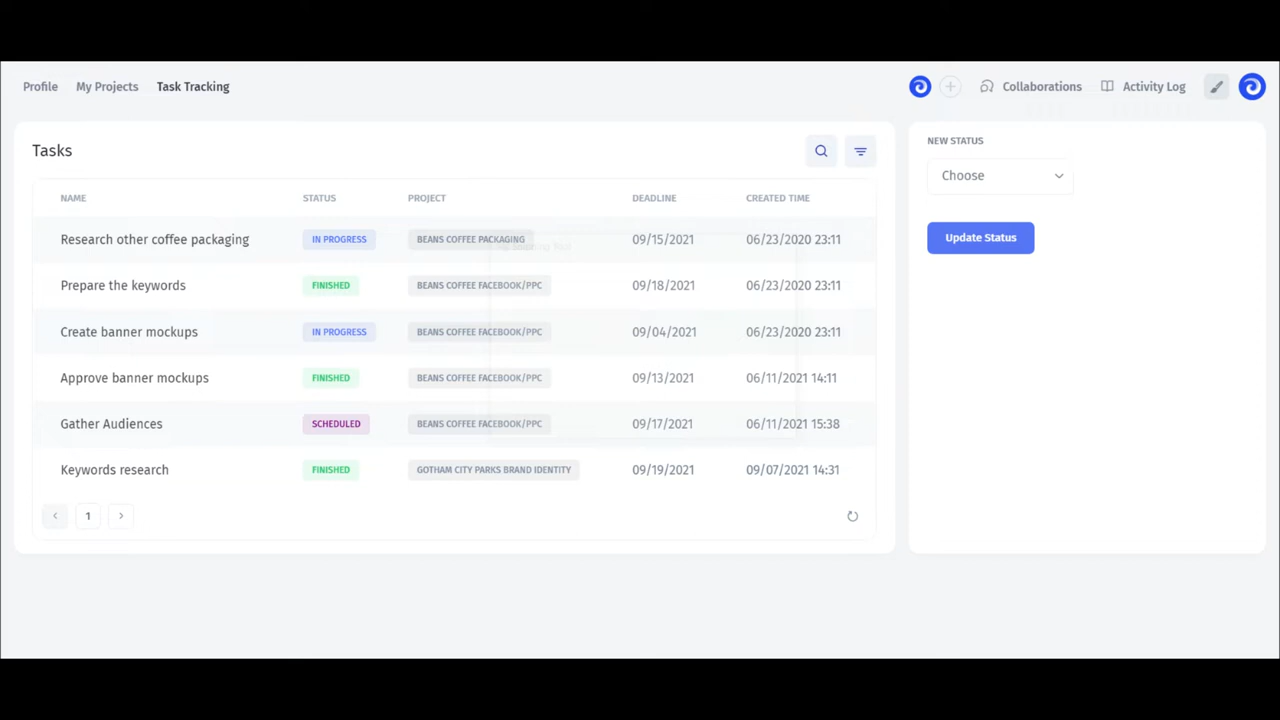 Profile My Projects Task Tracking Collaborations Activity Log
Tasks
NAME STATUS PROJECT DEADLINE CREATED TIME
Research other coffee packaging IN PROGRESS BEANS COFFEE PACKAGING 09/15/2021 06/23/2020 23:11
Prepare the keywords FINISHED BEANS COFFEE FACEBOOK/PPC 09/18/2021 06/23/2020 23:11
Create banner mockups IN PROGRESS BEANS COFFEE FACEBOOK/PPC 09/04/2021 06/23/2020 23:11
Approve banner mockups FINISHED BEANS COFFEE FACEBOOK/PPC 09/13/2021 06/11/2021 14:11
Gather Audiences SCHEDULED BEANS COFFEE FACEBOOK/PPC 09/17/2021 06/11/2021 15:38
Keywords research FINISHED GOTHAM CITY PARKS BRAND IDENTITY 09/19/2021 09/07/2021 14:31
1
NEW STATUS
Choose
Update Status